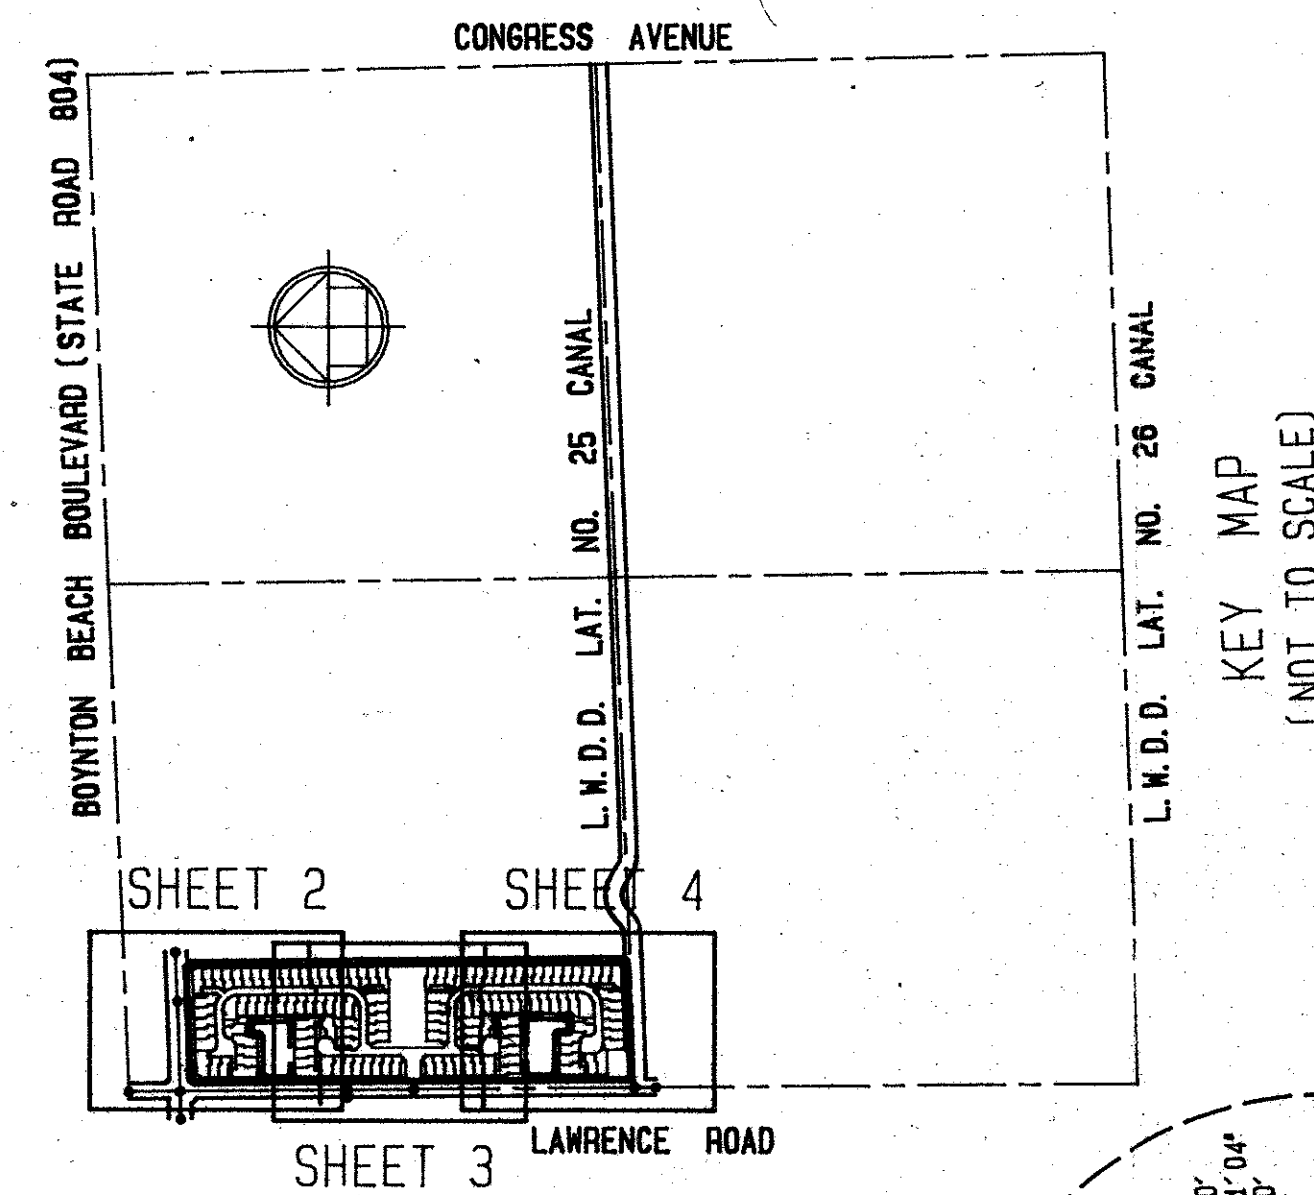 CONGRESS AVENUE
BOYNTON BEACH BOULEVARD (STATE ROAD 804)
L. W. D. D. LAT. NO. 25 CANAL
L. W. D. D. LAT. NO. 26 CANAL
KEY MAP
(NOT TO SCALE)
SHEET 2
SHEET 4
SHEET 3
LAWRENCE ROAD